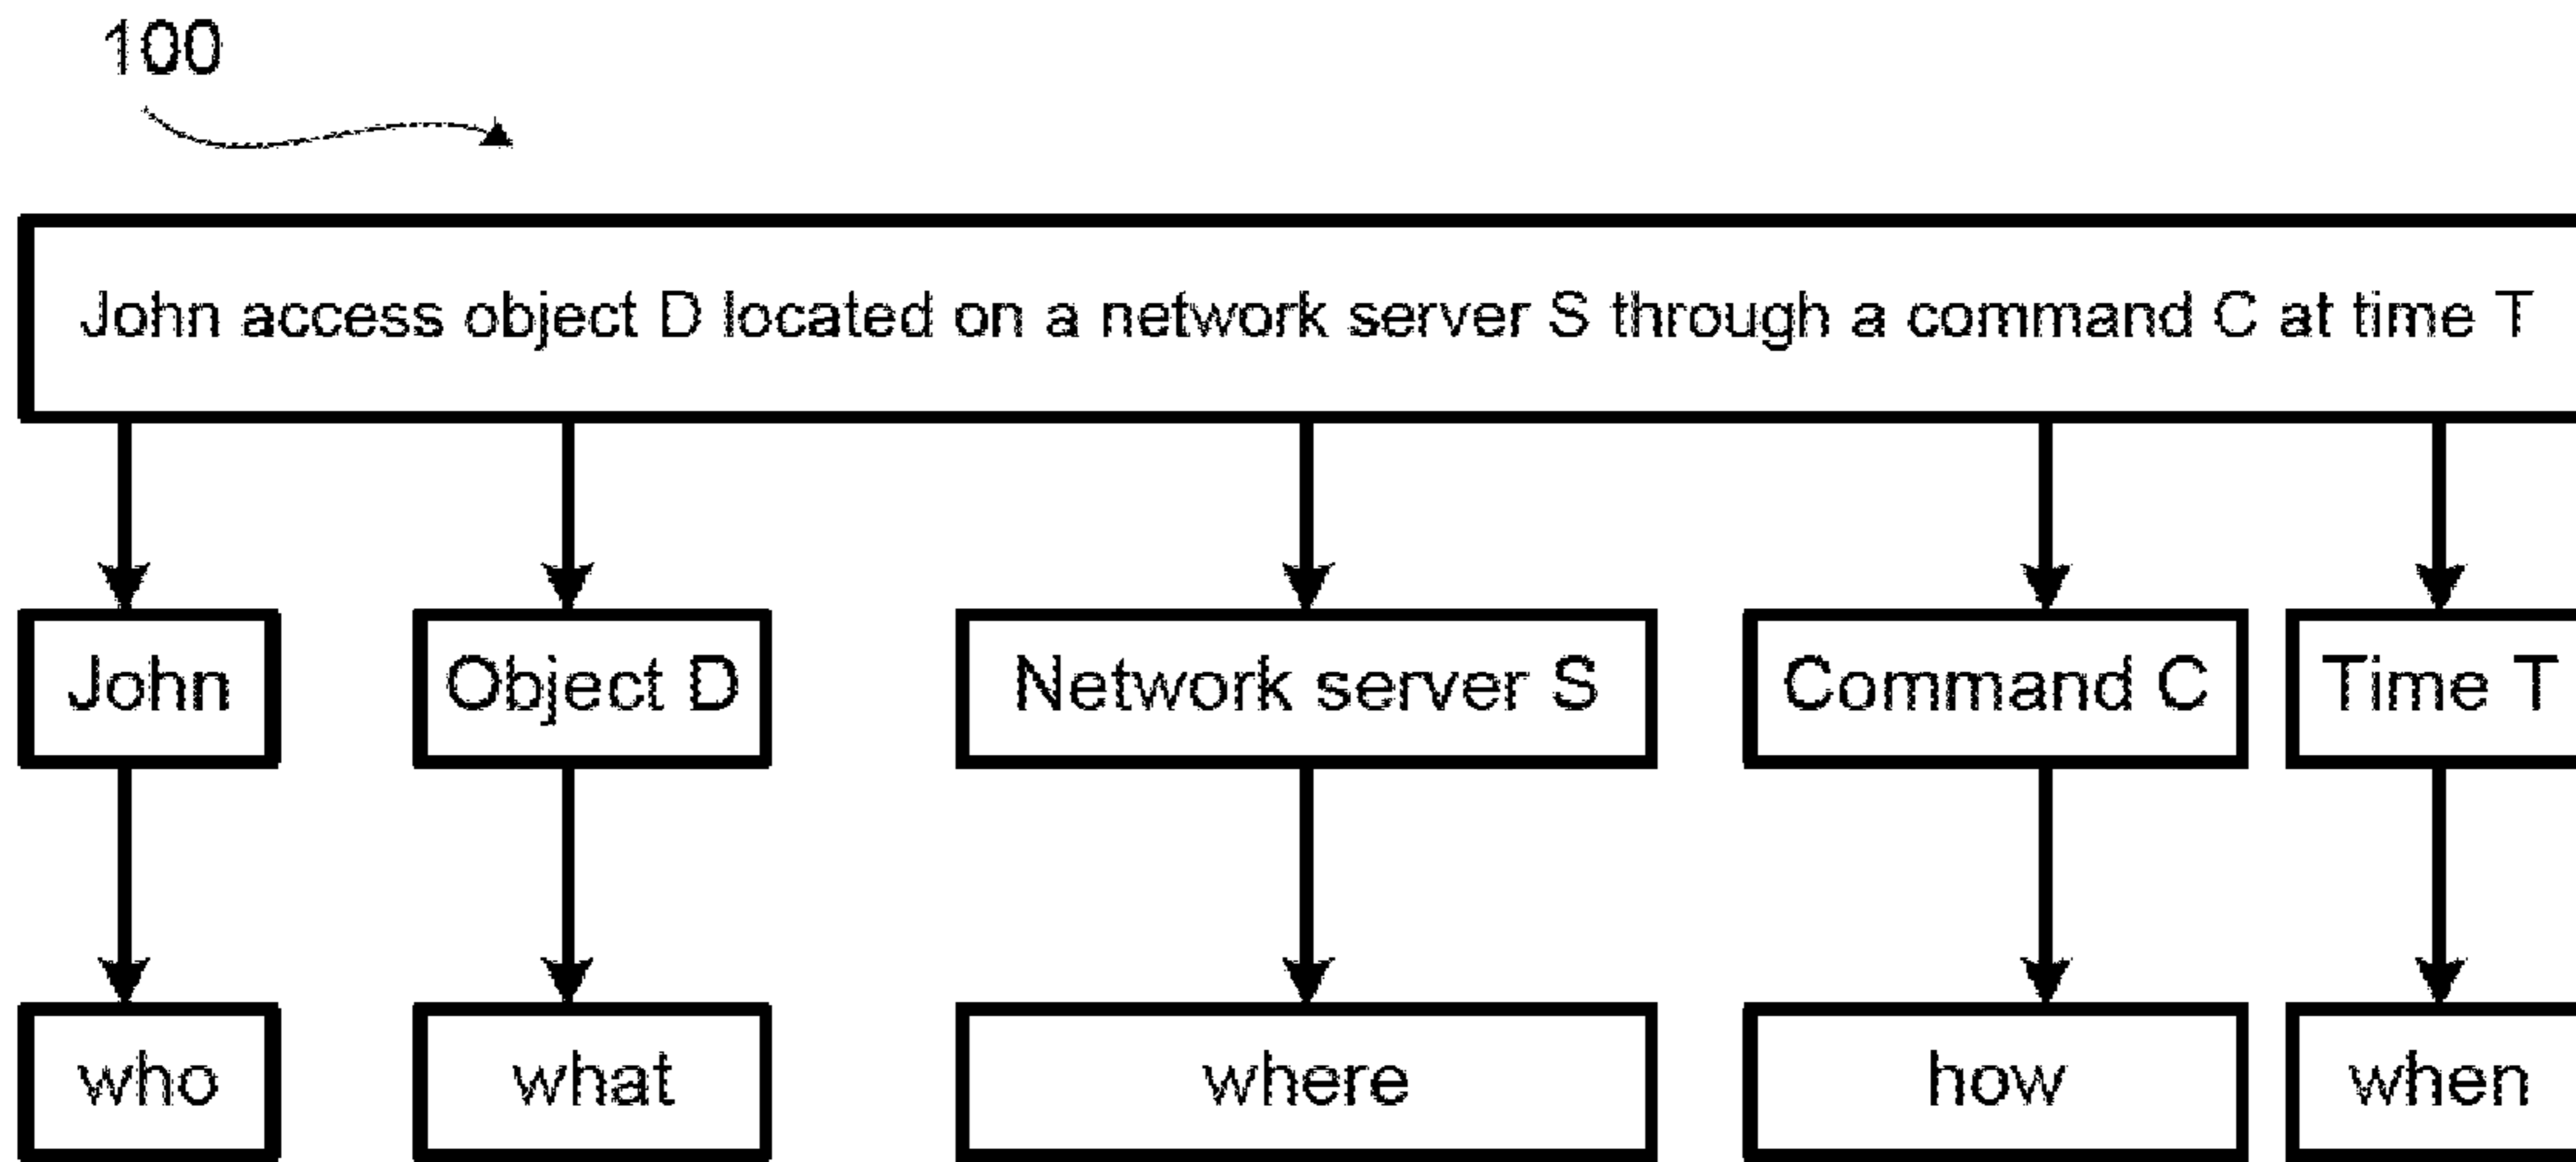 100
John access object D located on a network server S through a command C at time T
John
Object D
Network server S
Command C
Time T
who
what
where
how
when